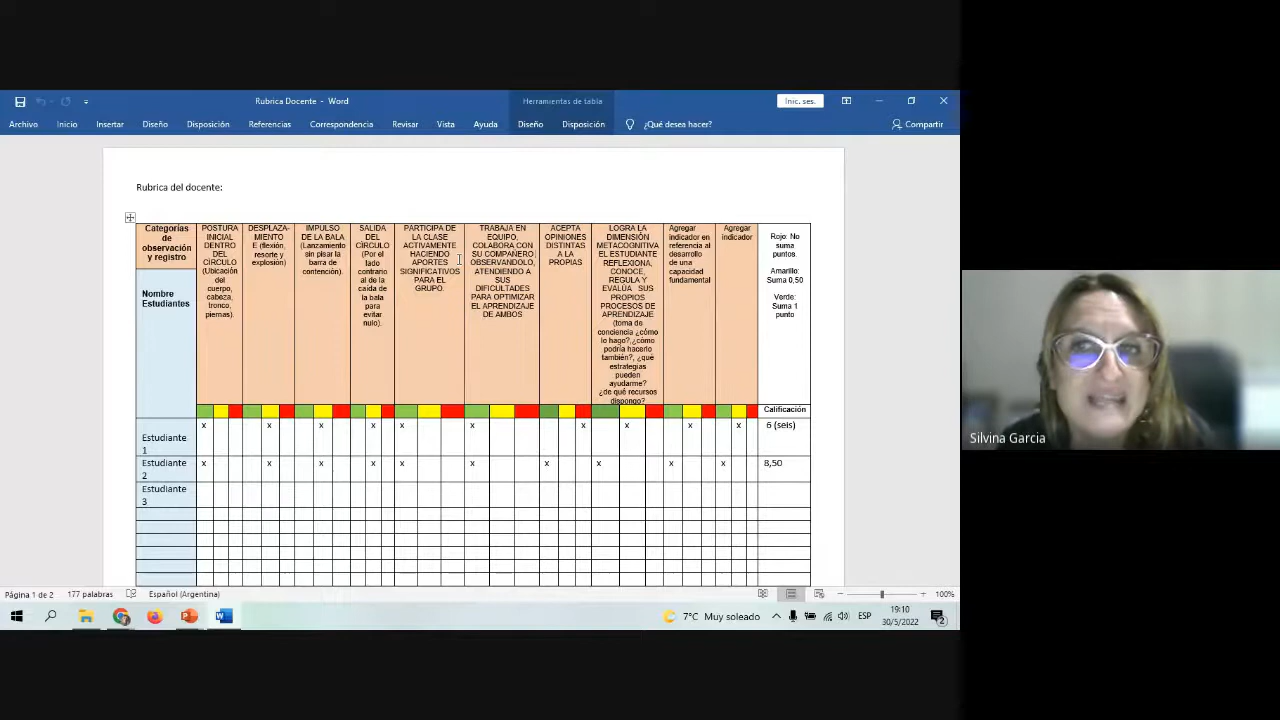 Rubrica Docente - Word
Herramientas de tabla
Inic. ses.
Archivo Inicio Insertar Diseño Disposición Referencias Correspondencia Revisar Vista Ayuda Diseño Disposición ¿Qué desea hacer? Compartir
Rubrica del docente:
Categorías
de
observación
y registro
Nombre
Estudiantes
POSTURA
INICIAL
DENTRO
DEL
CÍRCULO
(Ubicación
del
cuerpo,
cabeza,
tronco,
piernas).
DESPLAZA-
MIENTO
E (flexión,
resorte y
explosión)
IMPULSO
DE LA BALA
(Lanzamiento
sin pisar la
barra de
contención).
SALIDA
DEL
CÍRCULO
(Por el
lado
contrario
al de la
caída de
la bala
para
evitar
nulo).
PARTICIPA DE
LA CLASE
ACTIVAMENTE
HACIENDO
APORTES
SIGNIFICATIVOS
PARA EL
GRUPO.
TRABAJA EN
EQUIPO,
COLABORA CON
SU COMPAÑERO
OBSERVANDOLO,
ATENDIENDO A
SUS
DIFICULTADES
PARA OPTIMIZAR
EL APRENDIZAJE
DE AMBOS
ACEPTA
OPINIONES
DISTINTAS
A LA
PROPIAS
LOGRA LA
DIMENSIÓN
METACOGNITIVA
EL ESTUDIANTE
REFLEXIONA,
CONOCE,
REGULA Y
EVALÚA SUS
PROPIOS
PROCESOS DE
APRENDIZAJE
(toma de
conciencia ¿cómo
lo hago?,¿cómo
podría hacerlo
también?, ¿qué
estrategias
pueden
ayudarme?
¿de qué recursos
dispongo?
Agregar
indicador en
referencia al
desarrollo
de una
capacidad
fundamental
Agregar
indicador
Rojo: No
suma
puntos.
Amarillo:
Suma 0,50
Verde:
Suma 1
punto
Calificación
Estudiante
1
x x x x x x x x x x 6 (seis)
Estudiante
2
x x x x x x x x x x 8,50
Estudiante
3
Página 1 de 2 177 palabras Español (Argentina) 100%
7°C Muy soleado ESP
19:10
30/5/2022
2
Silvina Garcia